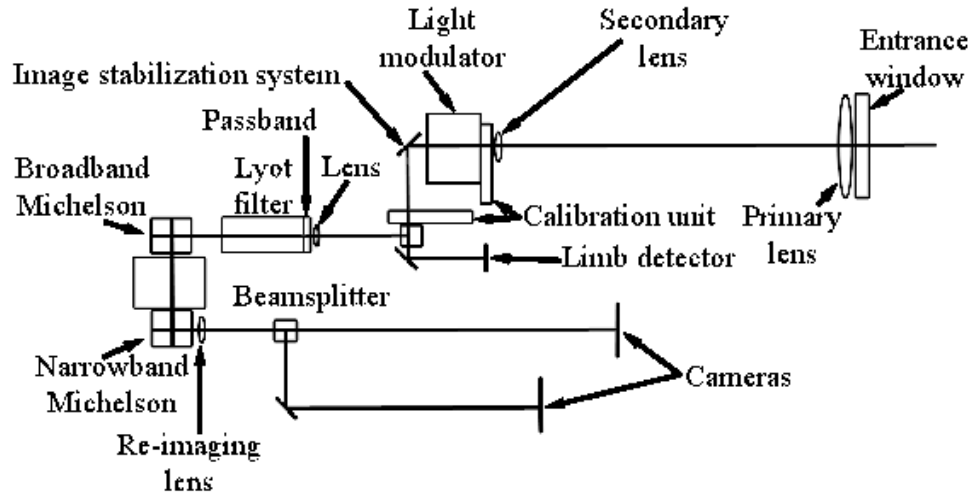 Light
modulator
Secondary
lens
Entrance
window
Image stabilization system
Passband
Broadband
Michelson
Lyot
filter
Lens
Calibration unit
Primary
lens
Limb detector
Beamsplitter
Narrowband
Michelson
Cameras
Re-imaging
lens